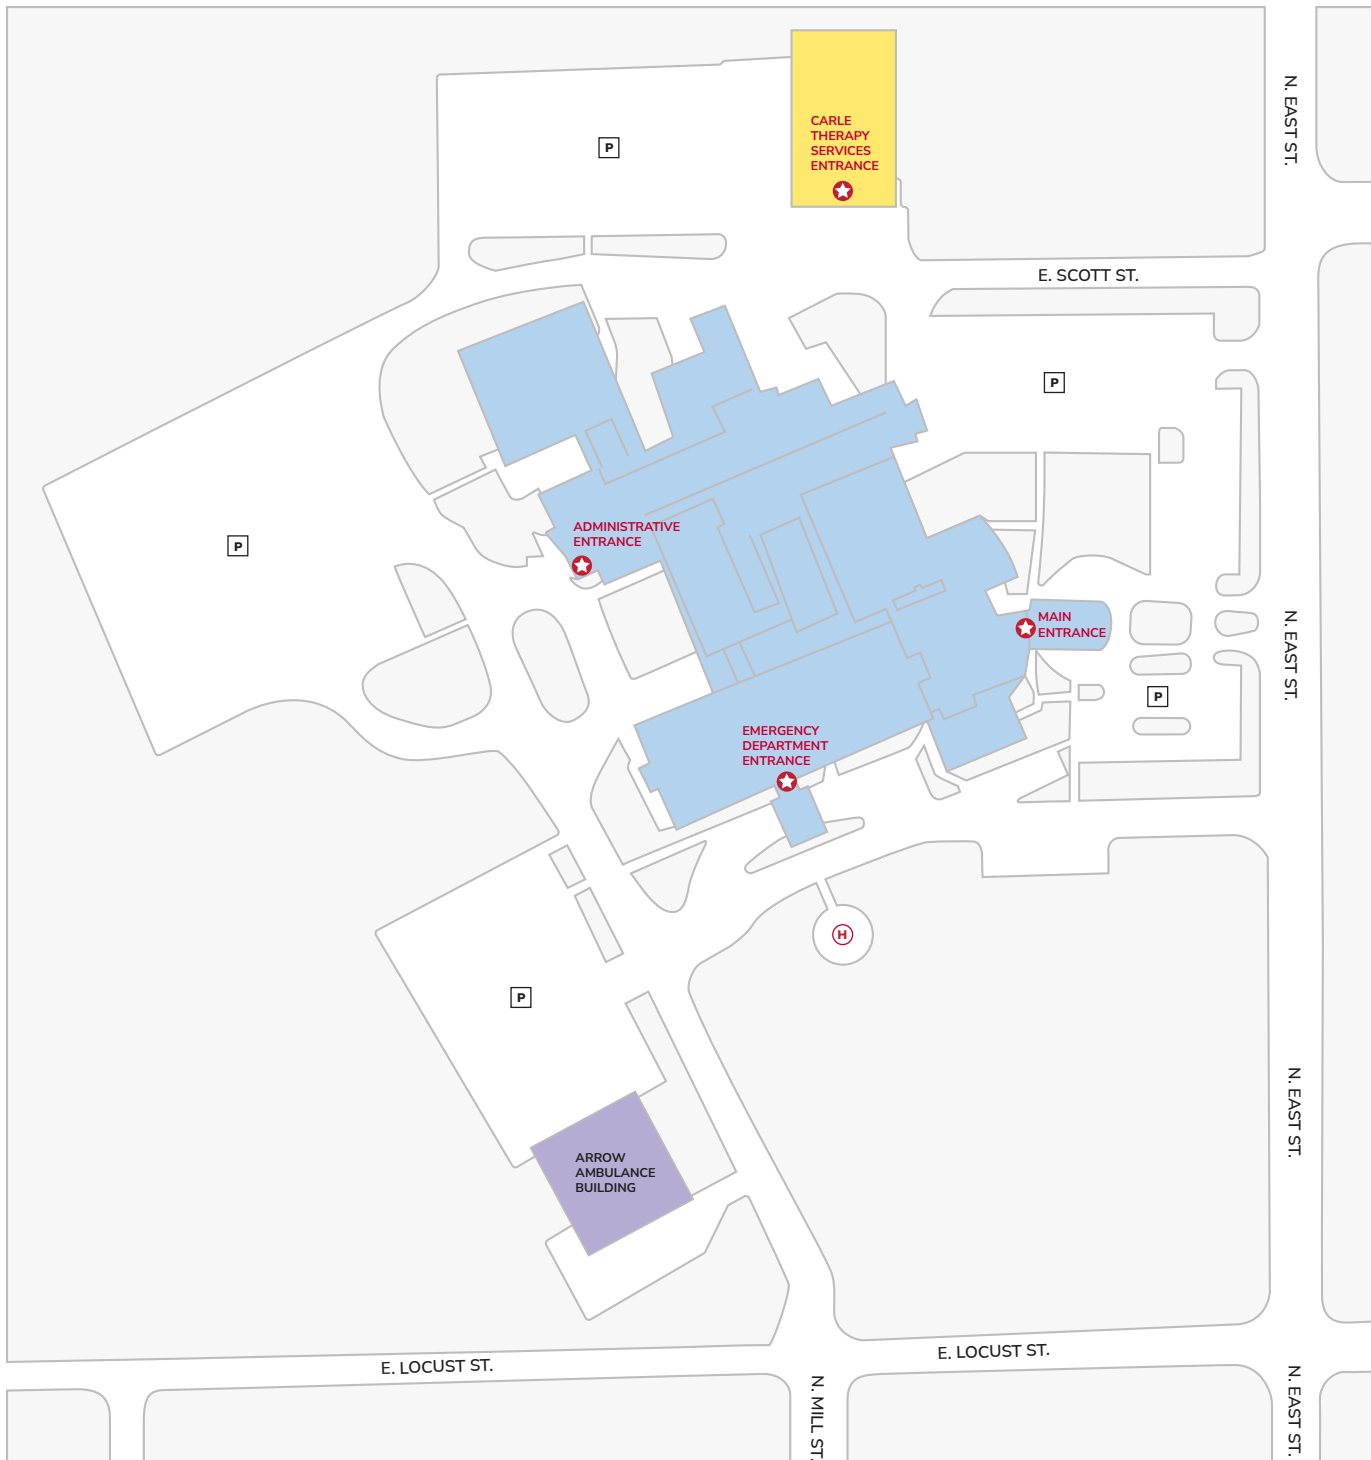 N. EAST ST.
CARLE
THERAPY
SERVICES
ENTRANCE
P
E. SCOTT ST.
P
ADMINISTRATIVE
ENTRANCE
P
MAIN
ENTRANCE
N. EAST ST.
P
EMERGENCY
DEPARTMENT
ENTRANCE
H
P
N. EAST ST.
ARROW
AMBULANCE
BUILDING
E. LOCUST ST.
E. LOCUST ST.
N. MILL ST.
N. EAST ST.